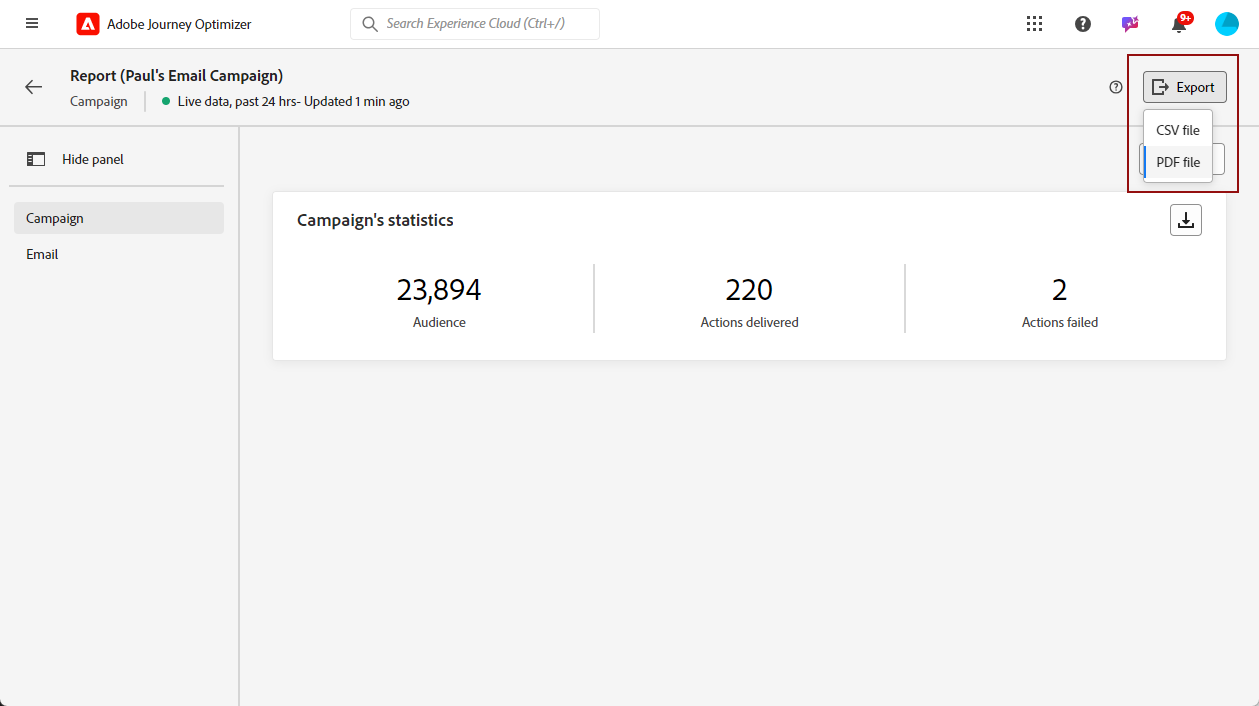 Adobe Journey Optimizer
Search Experience Cloud (Ctrl+/)
9+
Report (Paul's Email Campaign)
Campaign
Live data, past 24 hrs- Updated 1 min ago
Export
CSV file
PDF file
Hide panel
Campaign
Email
Campaign's statistics
23,894
Audience
220
Actions delivered
2
Actions failed